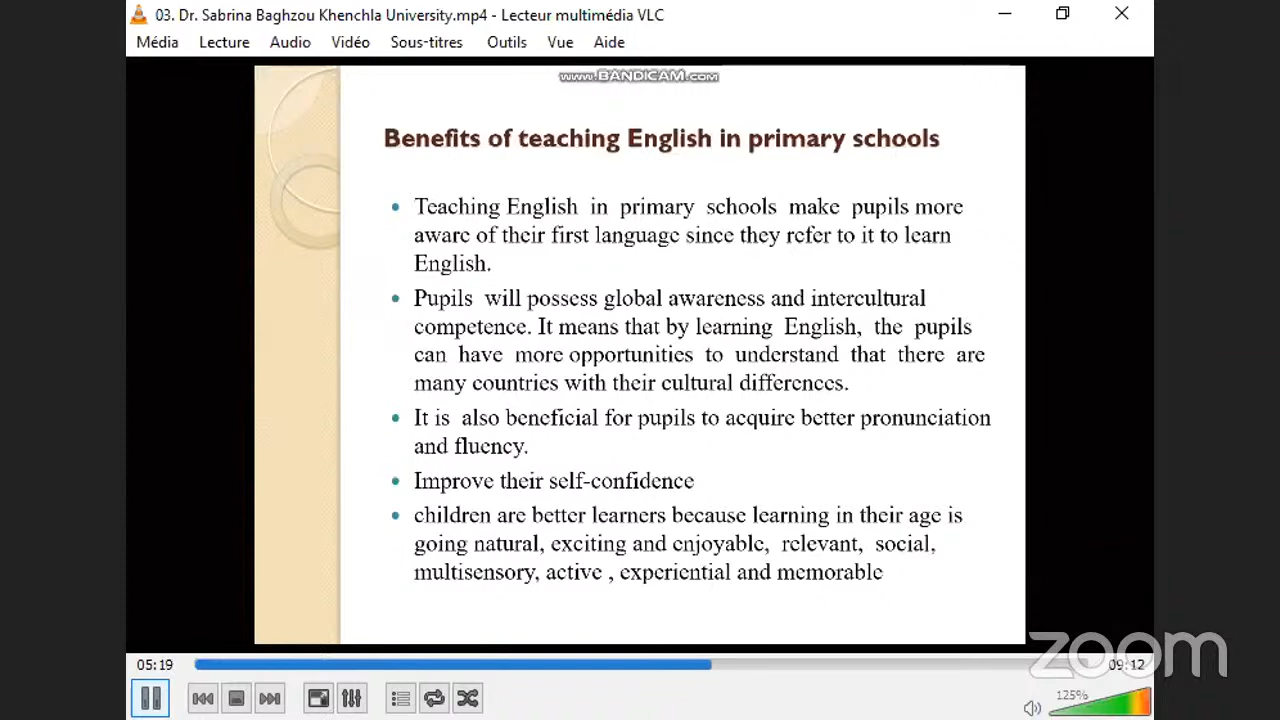 03. Dr. Sabrina Baghzou Khenchla University.mp4 - Lecteur multimédia VLC
Média Lecture Audio Vidéo Sous-titres Outils Vue Aide
www.BANDICAM.com
Benefits of teaching English in primary schools
Teaching English in primary schools make pupils more
aware of their first language since they refer to it to learn
English.
Pupils will possess global awareness and intercultural
competence. It means that by learning English, the pupils
can have more opportunities to understand that there are
many countries with their cultural differences.
It is also beneficial for pupils to acquire better pronunciation
and fluency.
Improve their self-confidence
children are better learners because learning in their age is
going natural, exciting and enjoyable, relevant, social,
multisensory, active , experiential and memorable
zoom
05:19 09:12
125%